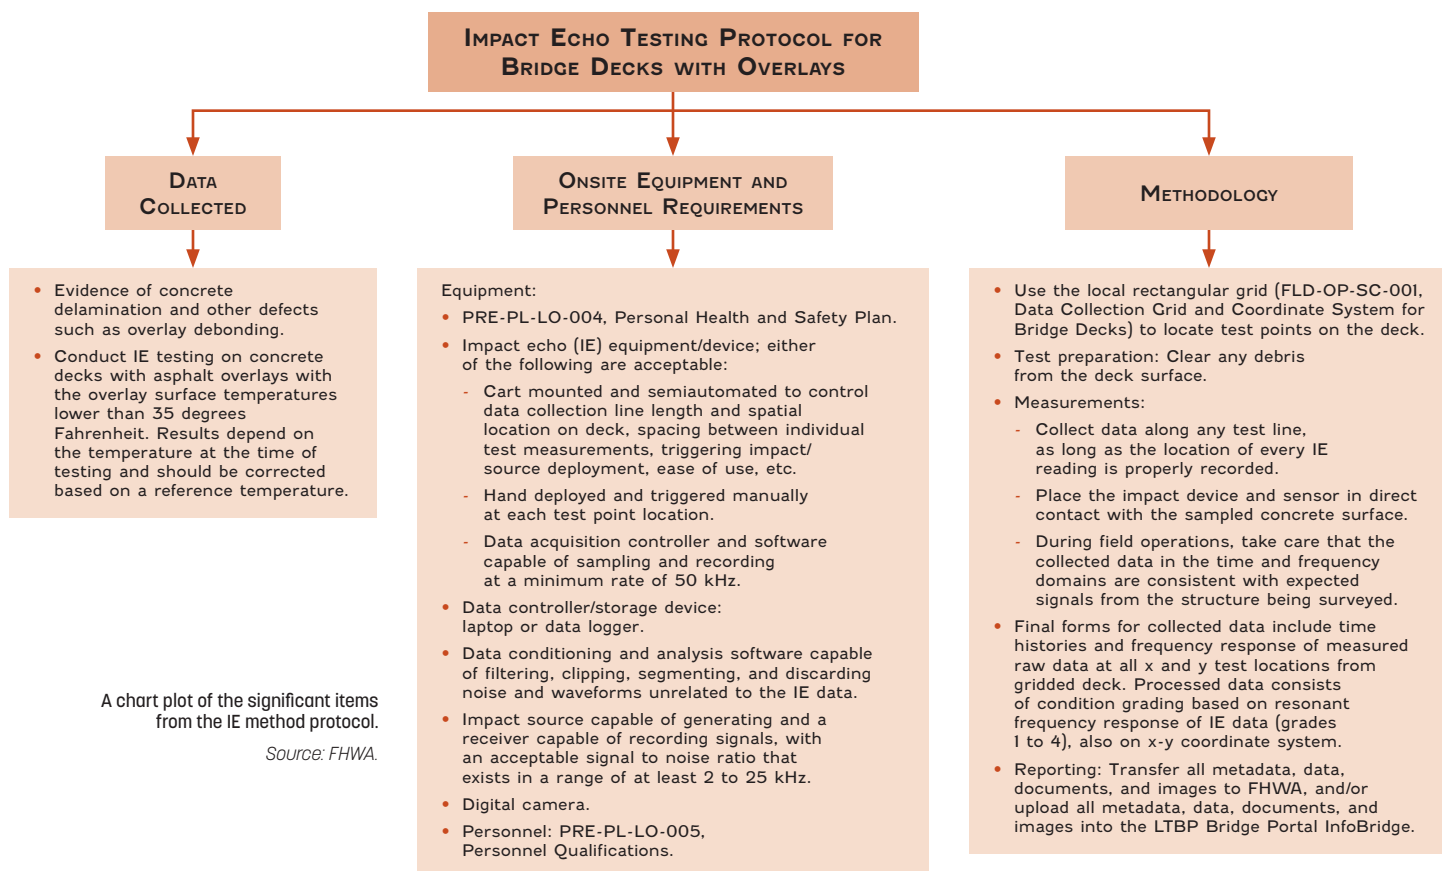 Impact Echo Testing Protocol for
Bridge Decks with Overlays
Data
Collected
• Evidence of concrete
delamination and other defects
such as overlay debonding.
• Conduct IE testing on concrete
decks with asphalt overlays with
the overlay surface temperatures
lower than 35 degrees
Fahrenheit. Results depend on
the temperature at the time of
testing and should be corrected
based on a reference temperature.
Onsite Equipment and
Personnel Requirements
Equipment:
• PRE-PL-LO-004, Personal Health and Safety Plan.
• Impact echo (IE) equipment/device; either
of the following are acceptable:
- Cart mounted and semiautomated to control
data collection line length and spatial
location on deck, spacing between individual
test measurements, triggering impact/
source deployment, ease of use, etc.
- Hand deployed and triggered manually
at each test point location.
- Data acquisition controller and software
capable of sampling and recording
at a minimum rate of 50 kHz.
• Data controller/storage device:
laptop or data logger.
• Data conditioning and analysis software capable
of filtering, clipping, segmenting, and discarding
noise and waveforms unrelated to the IE data.
• Impact source capable of generating and a
receiver capable of recording signals, with
an acceptable signal to noise ratio that
exists in a range of at least 2 to 25 kHz.
• Digital camera.
• Personnel: PRE-PL-LO-005,
Personnel Qualifications.
Methodology
• Use the local rectangular grid (FLD-OP-SC-001,
Data Collection Grid and Coordinate System for
Bridge Decks) to locate test points on the deck.
• Test preparation: Clear any debris
from the deck surface.
• Measurements:
- Collect data along any test line,
as long as the location of every IE
reading is properly recorded.
- Place the impact device and sensor in direct
contact with the sampled concrete surface.
- During field operations, take care that the
collected data in the time and frequency
domains are consistent with expected
signals from the structure being surveyed.
• Final forms for collected data include time
histories and frequency response of measured
raw data at all x and y test locations from
gridded deck. Processed data consists
of condition grading based on resonant
frequency response of IE data (grades
1 to 4), also on x-y coordinate system.
• Reporting: Transfer all metadata, data,
documents, and images to FHWA, and/or
upload all metadata, data, documents, and
images into the LTBP Bridge Portal InfoBridge.
A chart plot of the significant items
from the IE method protocol.
Source: FHWA.